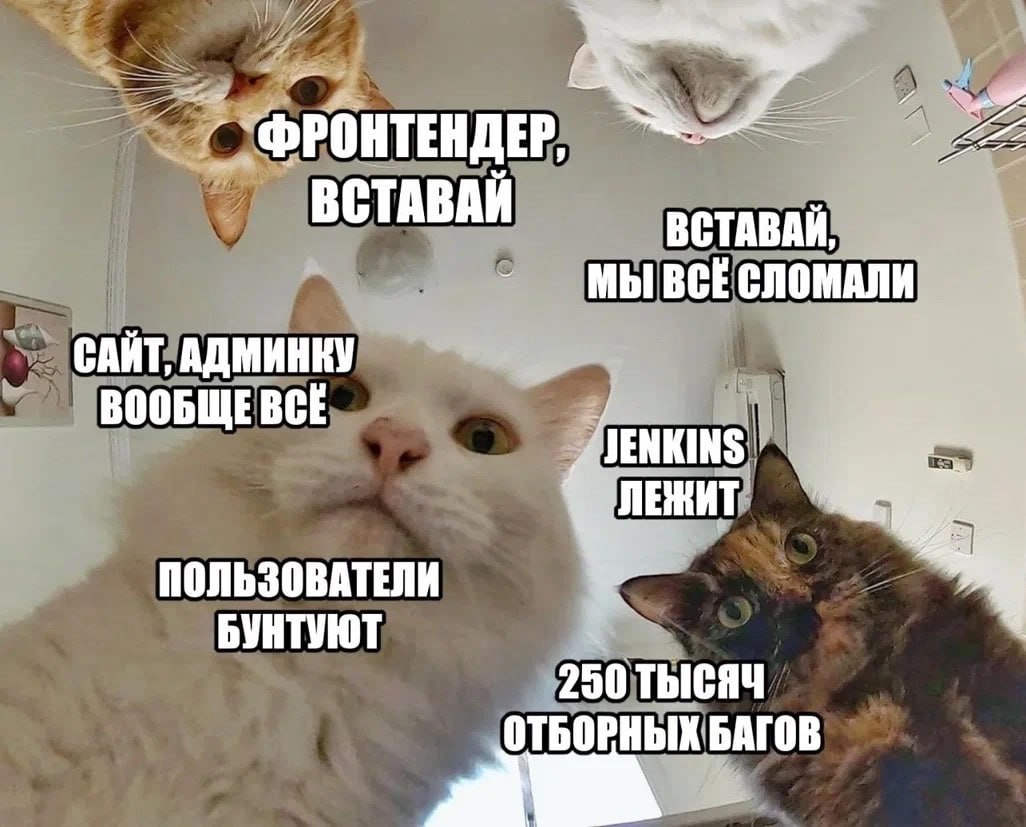 ФРОНТЕНДЕР,
ВСТАВАЙ
ВСТАВАЙ,
МЫ ВСЁ СЛОМАЛИ
САЙТ, АДМИНКУ
ВООБЩЕ ВСЁ
JENKINS
ЛЕЖИТ
ПОЛЬЗОВАТЕЛИ
БУНТУЮТ
250 ТЫСЯЧ
ОТБОРНЫХ БАГОВ